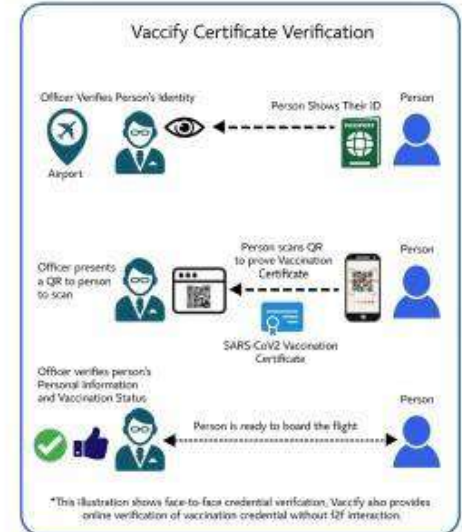 Vaccify Certificate Verification
Officer Verifies Person's Identity
Person Shows Their ID
Person
PASSPORT
Airport
Officer presents
a QR to person
to scan
Person scans QR
to prove Vaccination
Certificate
Person
SARS-CoV2 Vaccination
Certificate
Officer verifies person's
Personal Information
and Vaccination Status
Person is ready to board the flight
Person
*This illustration shows face-to-face credential verification, Vaccify also provides
online verification of vaccination credential without f2f interaction.